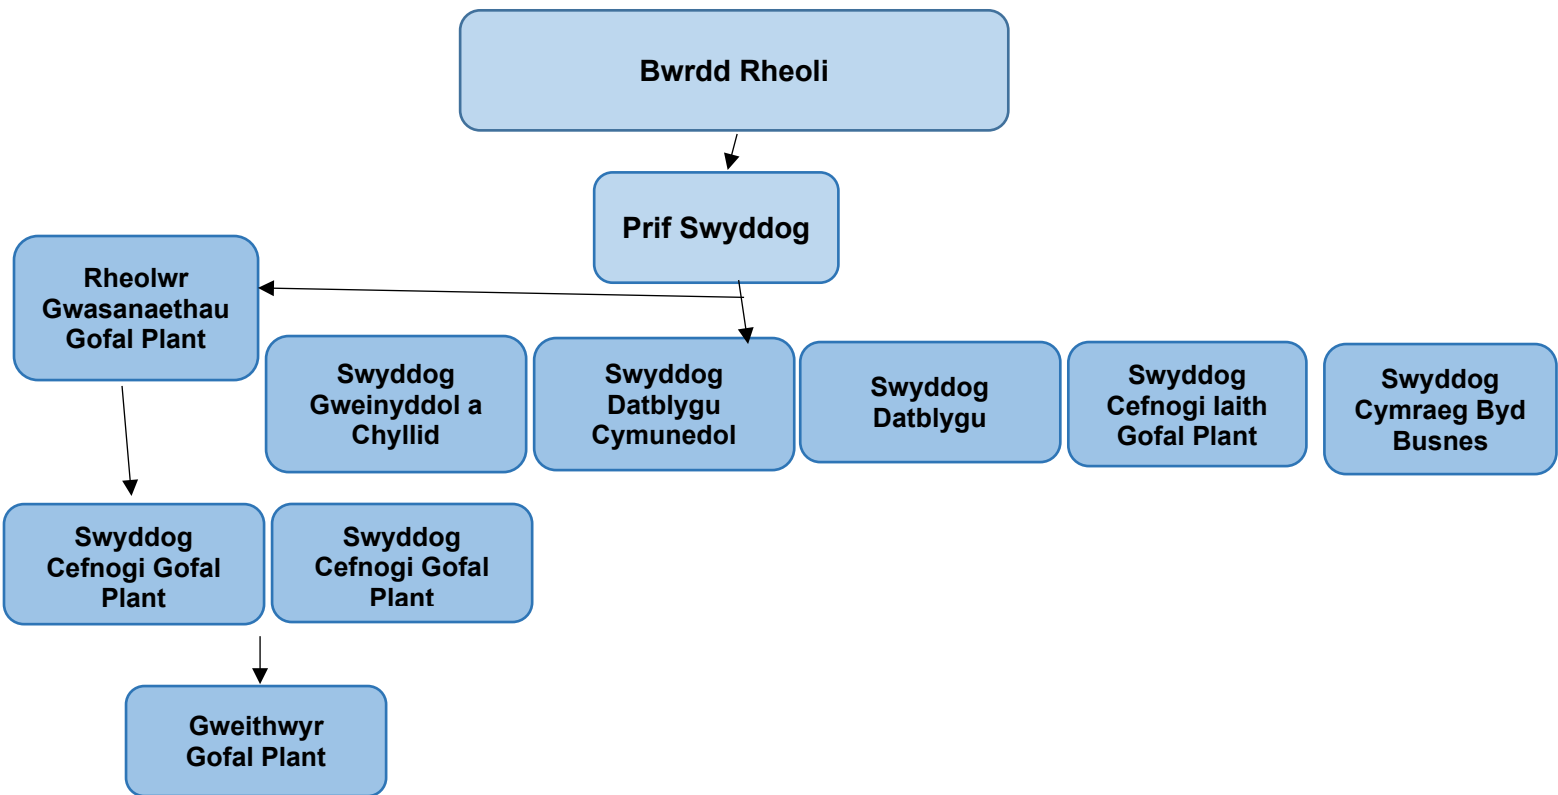 Bwrdd Rheoli
Prif Swyddog
Rheolwr
Gwasanaethau
Gofal Plant
Swyddog
Gweinyddol a
Chyllid
Swyddog
Datblygu
Cymunedol
Swyddog
Datblygu
Swyddog
Cefnogi Iaith
Gofal Plant
Swyddog
Cymraeg Byd
Busnes
Swyddog
Cefnogi Gofal
Plant
Swyddog
Cefnogi Gofal
Plant
Gweithwyr
Gofal Plant